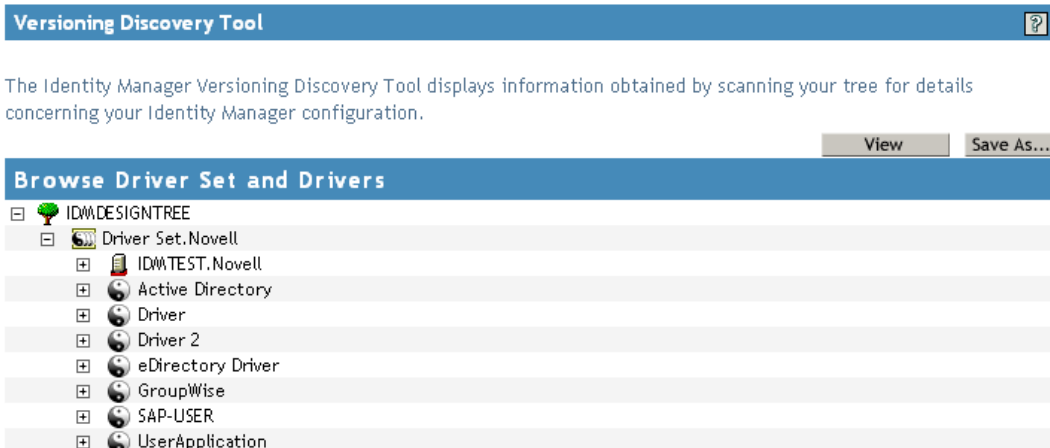 Versioning Discovery Tool
?
The Identity Manager Versioning Discovery Tool displays information obtained by scanning your tree for details
concerning your Identity Manager configuration.
View Save As...
Browse Driver Set and Drivers
IDMDESIGNTREE
Driver Set.Novell
IDMTEST.Novell
Active Directory
Driver
Driver 2
eDirectory Driver
GroupWise
SAP-USER
UserApplication